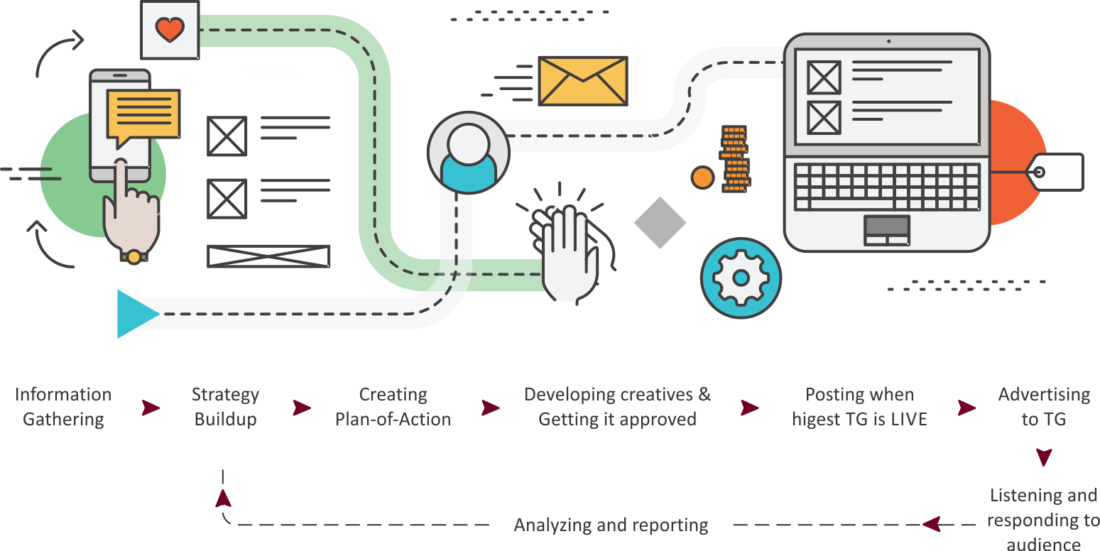 Information
Gathering
Strategy
Buildup
Creating
Plan-of-Action
Developing creatives &
Getting it approved
Posting when
higest TG is LIVE
Advertising
to TG
Listening and
responding to
audience
Analyzing and reporting